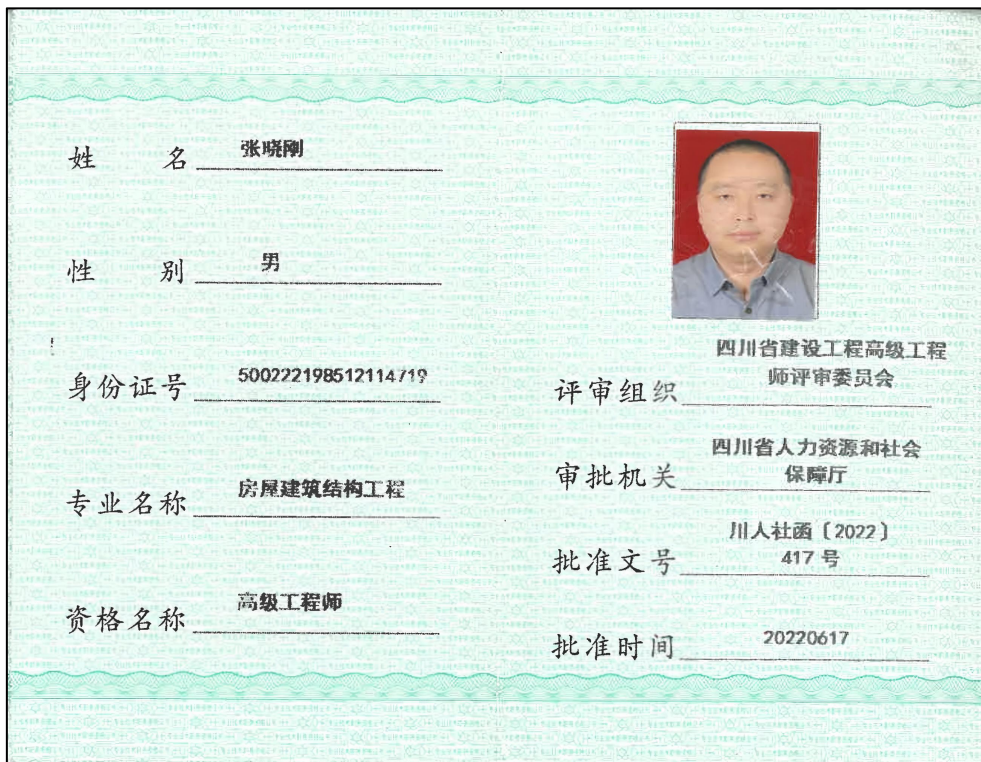 姓 名 张晓刚
性 别 男
身份证号 500222198512114719
专业名称 房屋建筑结构工程
资格名称 高级工程师
四川省建设工程高级工程
评审组织 师评审委员会
四川省人力资源和社会
审批机关 保障厅
川人社函〔2022〕
批准文号 417 号
批准时间 20220617